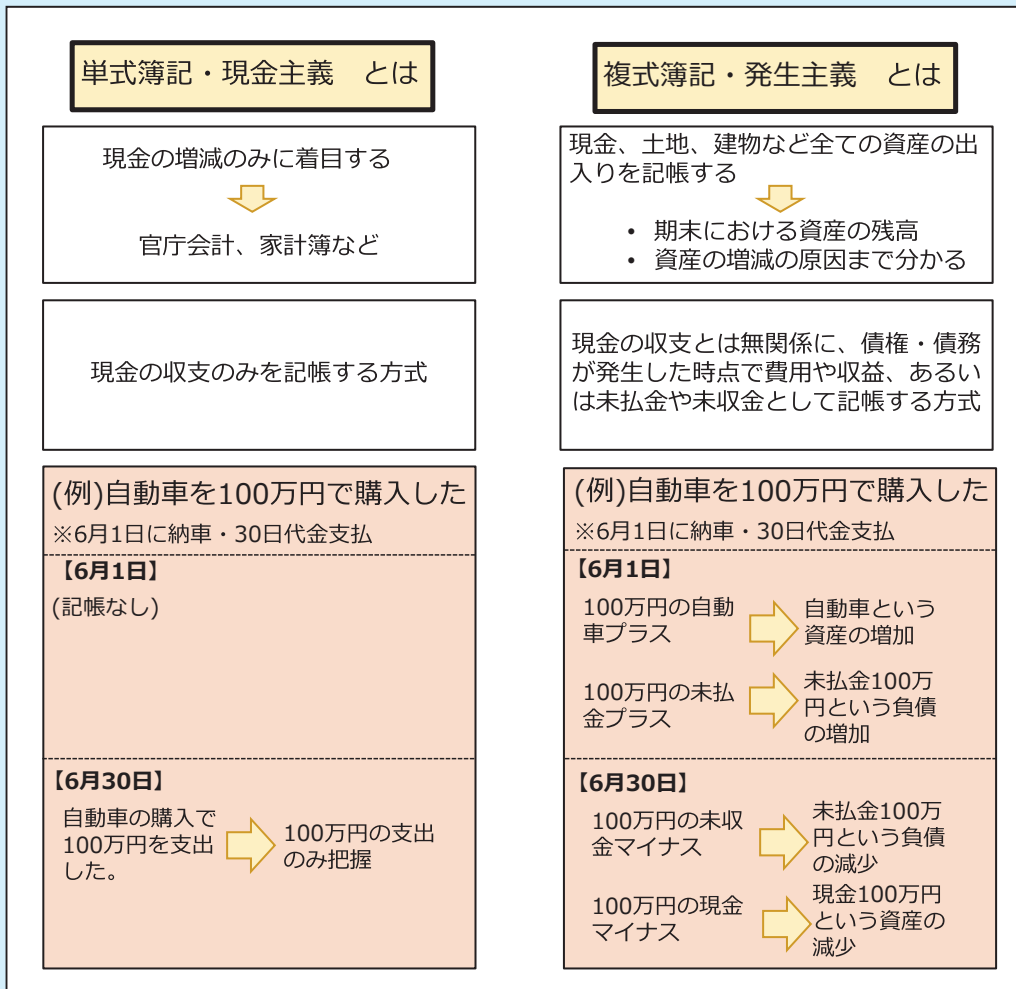 単式簿記・現金主義　とは
現金の増減のみに着目する
官庁会計、家計簿など
現金の収支のみを記帳する方式
(例)自動車を100万円で購入した
※6月1日に納車・30日代金支払
【6月1日】
(記帳なし)
【6月30日】
自動車の購入で
100万円を支出
した。
100万円の支出
のみ把握
複式簿記・発生主義　とは
現金、土地、建物など全ての資産の出
入りを記帳する
• 期末における資産の残高
• 資産の増減の原因まで分かる
現金の収支とは無関係に、債権・債務
が発生した時点で費用や収益、あるい
は未払金や未収金として記帳する方式
(例)自動車を100万円で購入した
※6月1日に納車・30日代金支払
【6月1日】
100万円の自動
車プラス
自動車という
資産の増加
100万円の未払
金プラス
未払金100万
円という負債
の増加
【6月30日】
100万円の未収
金マイナス
未払金100万
円という負債
の減少
100万円の現金
マイナス
現金100万円
という資産の
減少